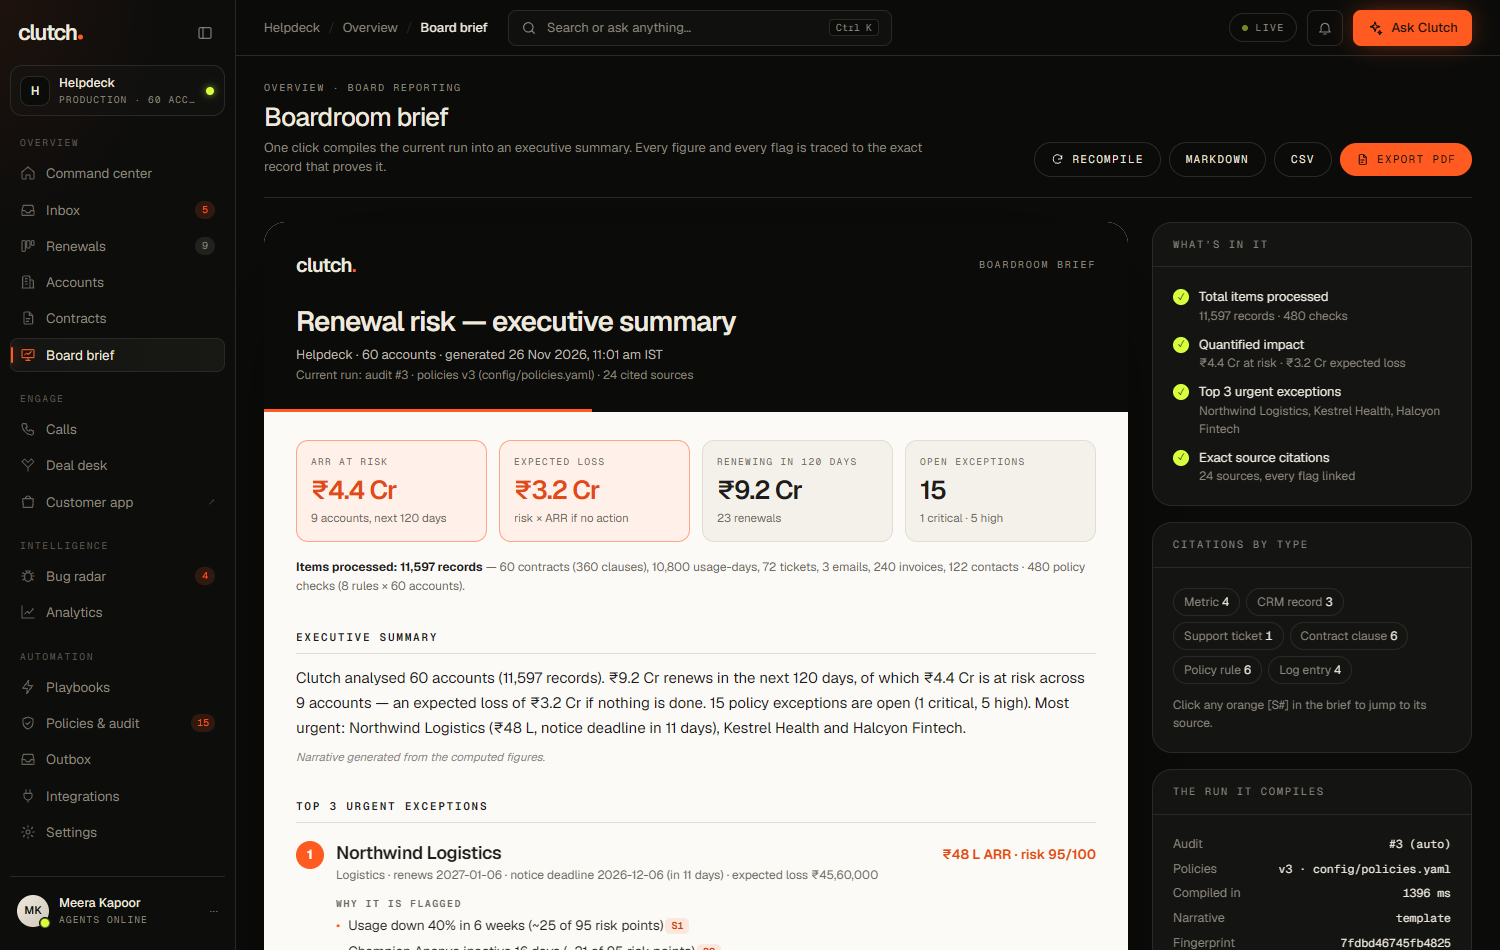 clutch.
H
Helpdeck
PRODUCTION · 60 ACC…
OVERVIEW
Command center
Inbox
5
Renewals
9
Accounts
Contracts
Board brief
ENGAGE
Calls
Deal desk
Customer app
INTELLIGENCE
Bug radar
4
Analytics
AUTOMATION
Playbooks
Policies & audit
15
Outbox
Integrations
Settings
MK
Meera Kapoor
AGENTS ONLINE
...
Helpdeck / Overview / Board brief
Search or ask anything…
Ctrl K
LIVE
Ask Clutch
OVERVIEW · BOARD REPORTING
Boardroom brief
One click compiles the current run into an executive summary. Every figure and every flag is traced to the exact
record that proves it.
RECOMPILE
MARKDOWN
CSV
EXPORT PDF
clutch.
BOARDROOM BRIEF
Renewal risk — executive summary
Helpdeck · 60 accounts · generated 26 Nov 2026, 11:01 am IST
Current run: audit #3 · policies v3 (config/policies.yaml) · 24 cited sources
ARR AT RISK
₹4.4 Cr
9 accounts, next 120 days
EXPECTED LOSS
₹3.2 Cr
risk × ARR if no action
RENEWING IN 120 DAYS
₹9.2 Cr
23 renewals
OPEN EXCEPTIONS
15
1 critical · 5 high
Items processed: 11,597 records — 60 contracts (360 clauses), 10,800 usage-days, 72 tickets, 3 emails, 240 invoices, 122 contacts · 480 policy
checks (8 rules × 60 accounts).
EXECUTIVE SUMMARY
Clutch analysed 60 accounts (11,597 records). ₹9.2 Cr renews in the next 120 days, of which ₹4.4 Cr is at risk across
9 accounts — an expected loss of ₹3.2 Cr if nothing is done. 15 policy exceptions are open (1 critical, 5 high). Most
urgent: Northwind Logistics (₹48 L, notice deadline in 11 days), Kestrel Health and Halcyon Fintech.
Narrative generated from the computed figures.
TOP 3 URGENT EXCEPTIONS
1
Northwind Logistics
₹48 L ARR · risk 95/100
Logistics · renews 2027-01-06 · notice deadline 2026-12-06 (in 11 days) · expected loss ₹45,60,000
WHY IT IS FLAGGED
• Usage down 40% in 6 weeks (~25 of 95 risk points) S1
WHAT'S IN IT
Total items processed
11,597 records · 480 checks
Quantified impact
₹4.4 Cr at risk · ₹3.2 Cr expected loss
Top 3 urgent exceptions
Northwind Logistics, Kestrel Health, Halcyon
Fintech
Exact source citations
24 sources, every flag linked
CITATIONS BY TYPE
Metric 4
CRM record 3
Support ticket 1
Contract clause 6
Policy rule 6
Log entry 4
Click any orange [S#] in the brief to jump to its
source.
THE RUN IT COMPILES
Audit #3 (auto)
Policies v3 · config/policies.yaml
Compiled in 1396 ms
Narrative template
Fingerprint 7fdbd46745fb4825